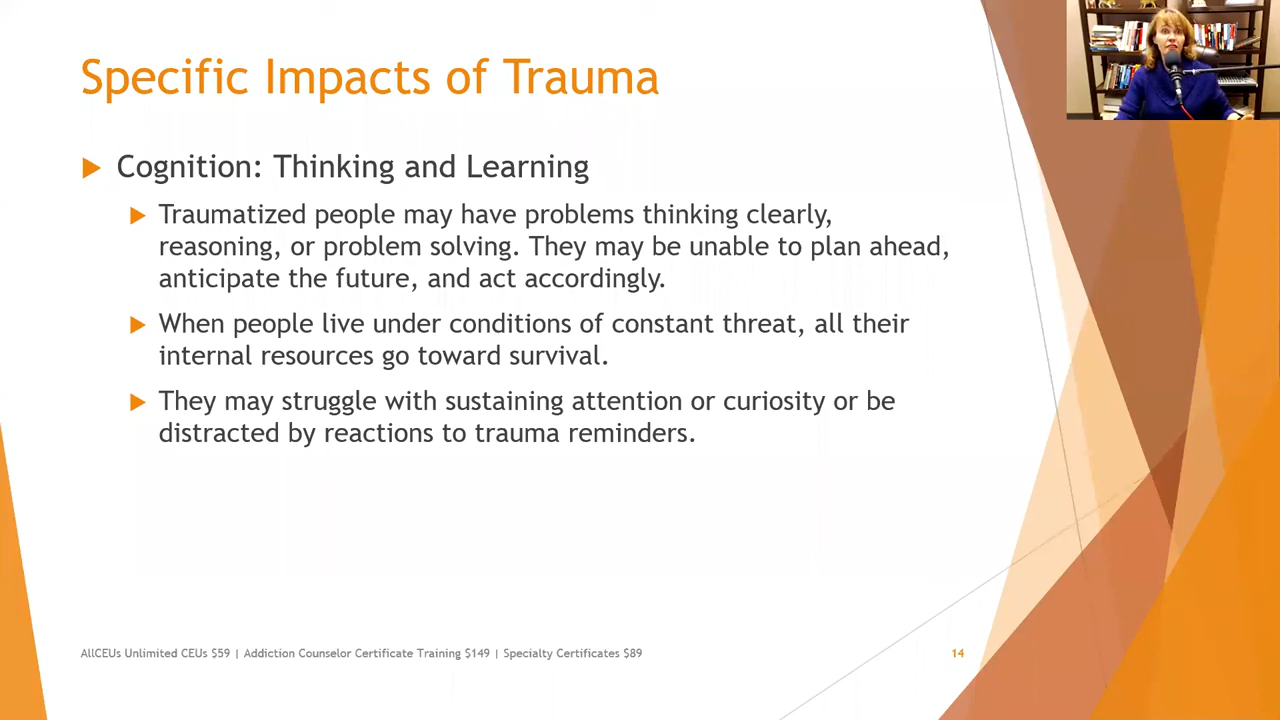 Specific Impacts of Trauma
Cognition: Thinking and Learning
Traumatized people may have problems thinking clearly,
reasoning, or problem solving. They may be unable to plan ahead,
anticipate the future, and act accordingly.
When people live under conditions of constant threat, all their
internal resources go toward survival.
They may struggle with sustaining attention or curiosity or be
distracted by reactions to trauma reminders.
AllCEUs Unlimited CEUs $59 | Addiction Counselor Certificate Training $149 | Specialty Certificates $89
14